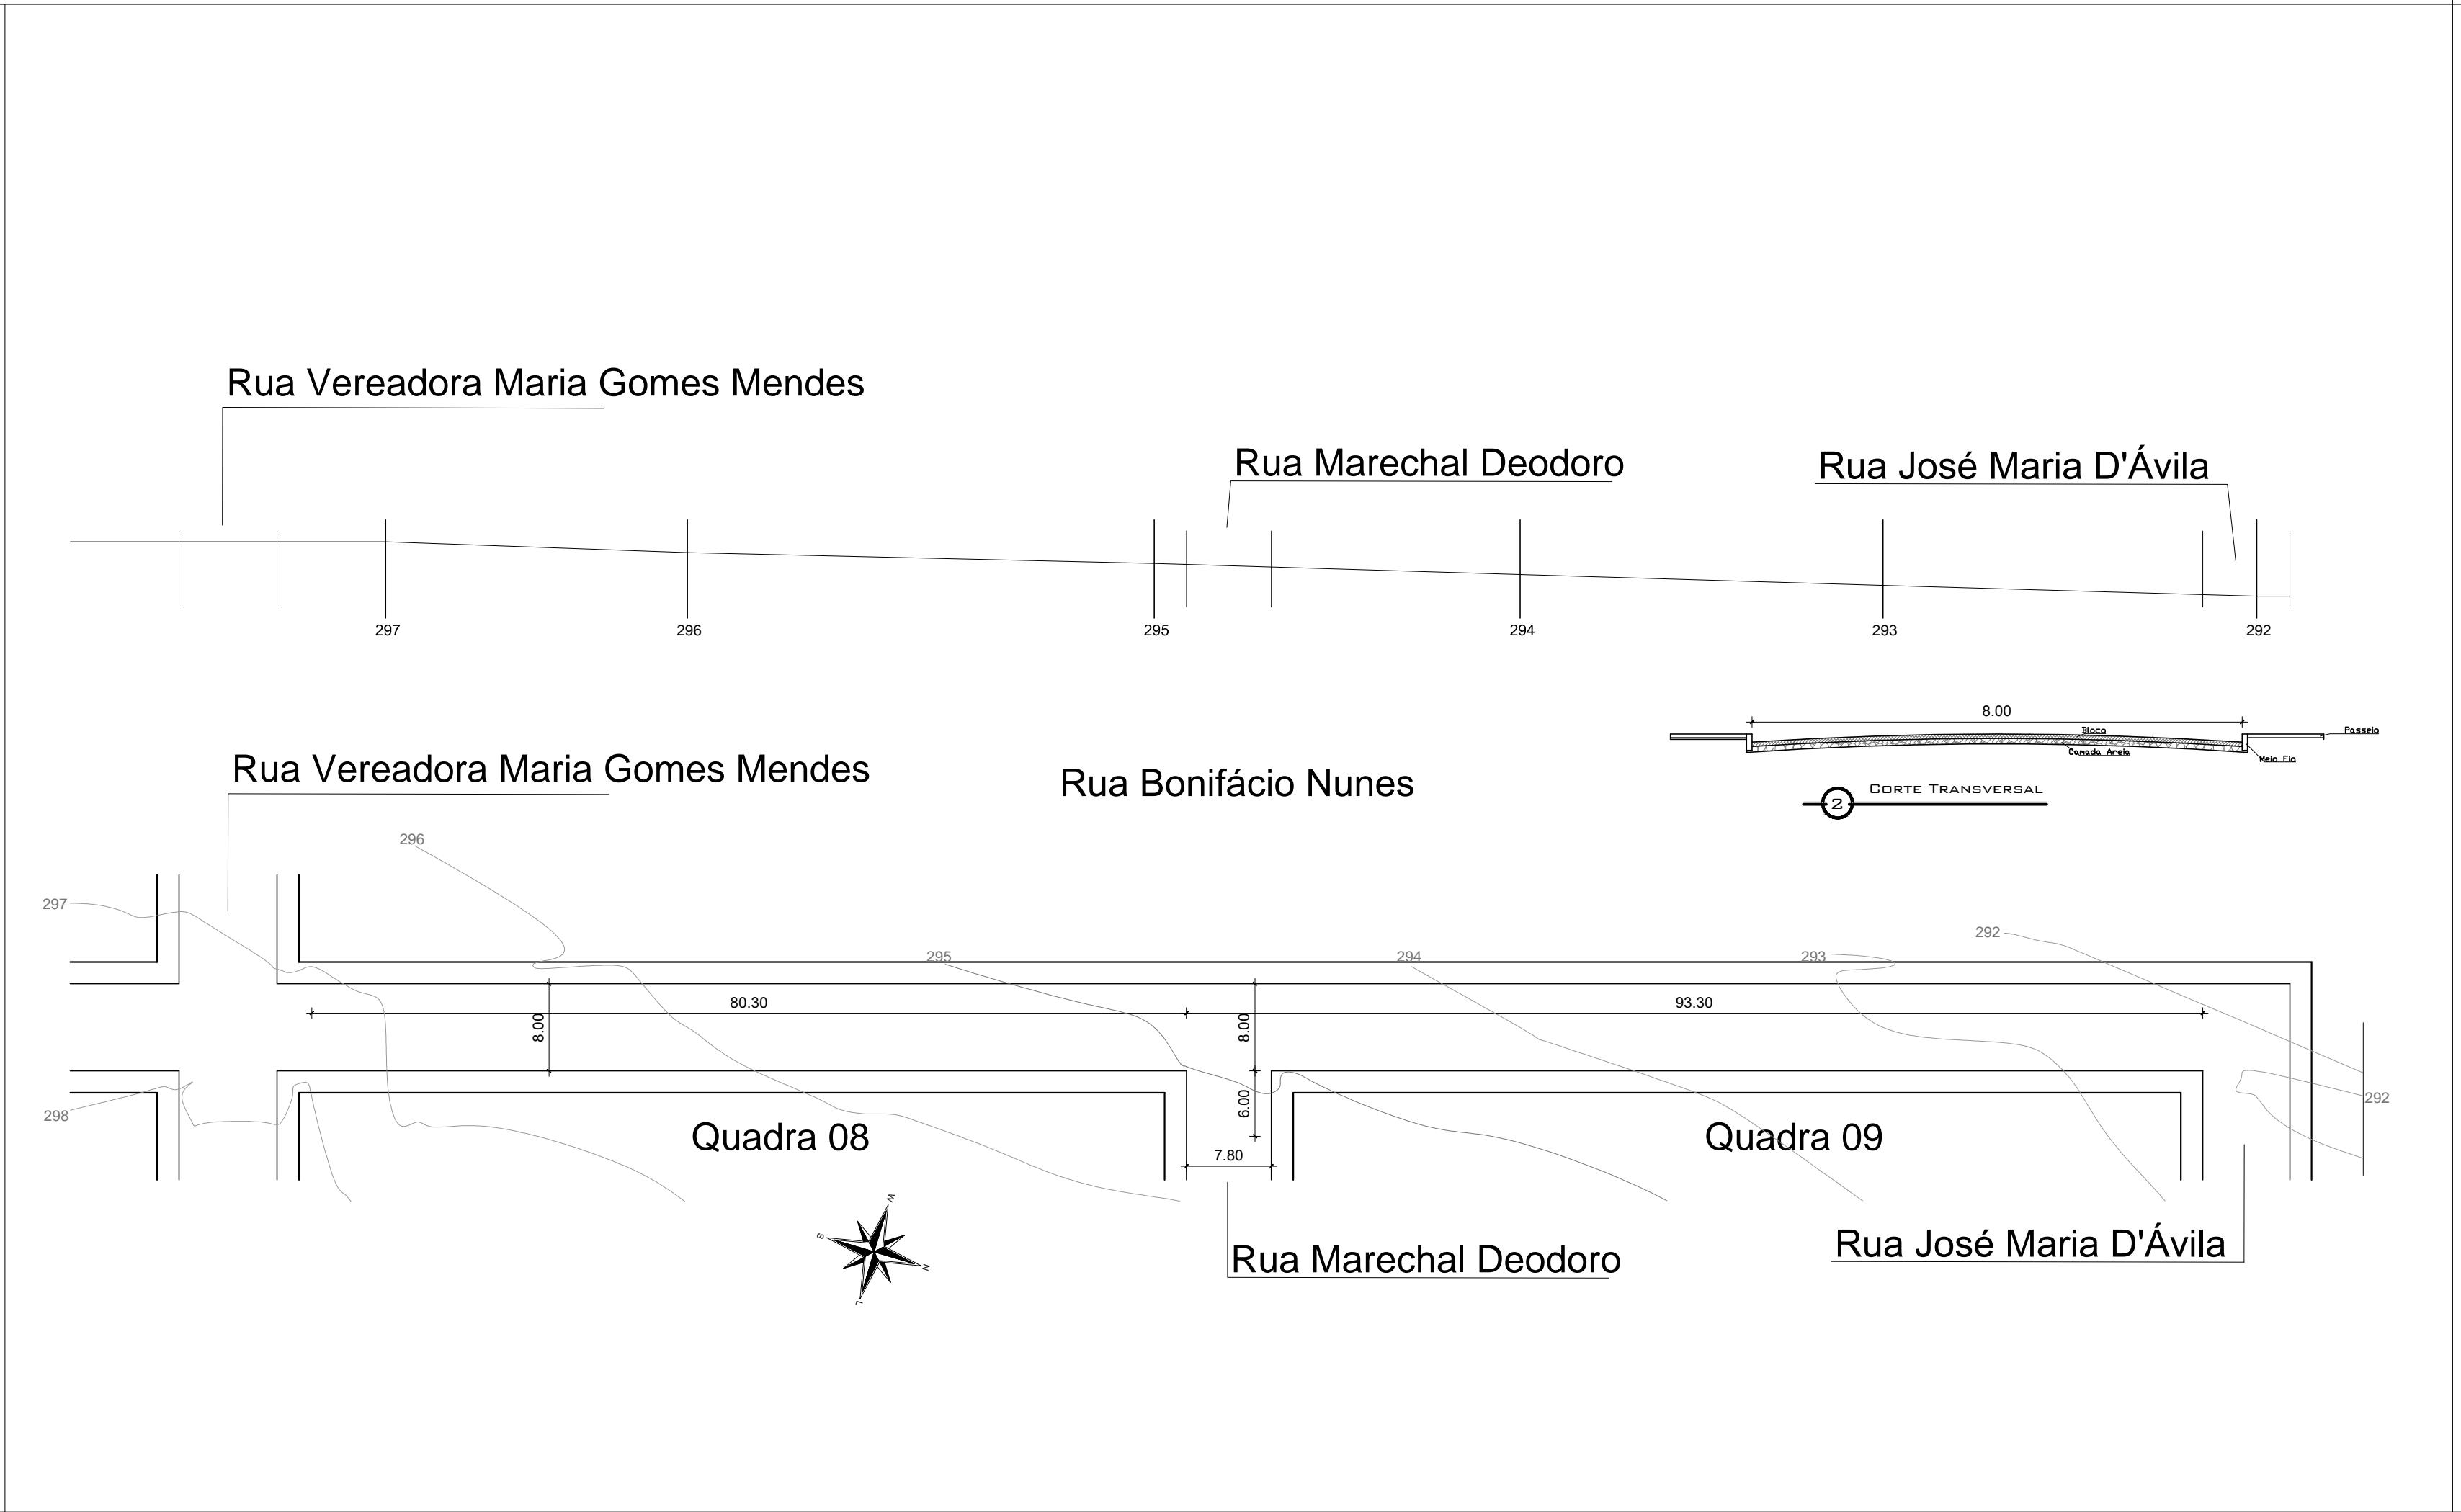 Rua Vereadora Maria Gomes Mendes
Rua Marechal Deodoro
Rua José Maria D'Ávila
297
296
295
294
293
292
8.00
Bloco
Passeio
Camada Areia
Meio Fio
2
CORTE TRANSVERSAL
Rua Vereadora Maria Gomes Mendes
Rua Bonifácio Nunes
296
297
292
295
294
293
80.30
93.30
8.00
8.00
6.00
298
292
Quadra 08
Quadra 09
7.80
W
S
N
L
Rua Marechal Deodoro
Rua José Maria D'Ávila